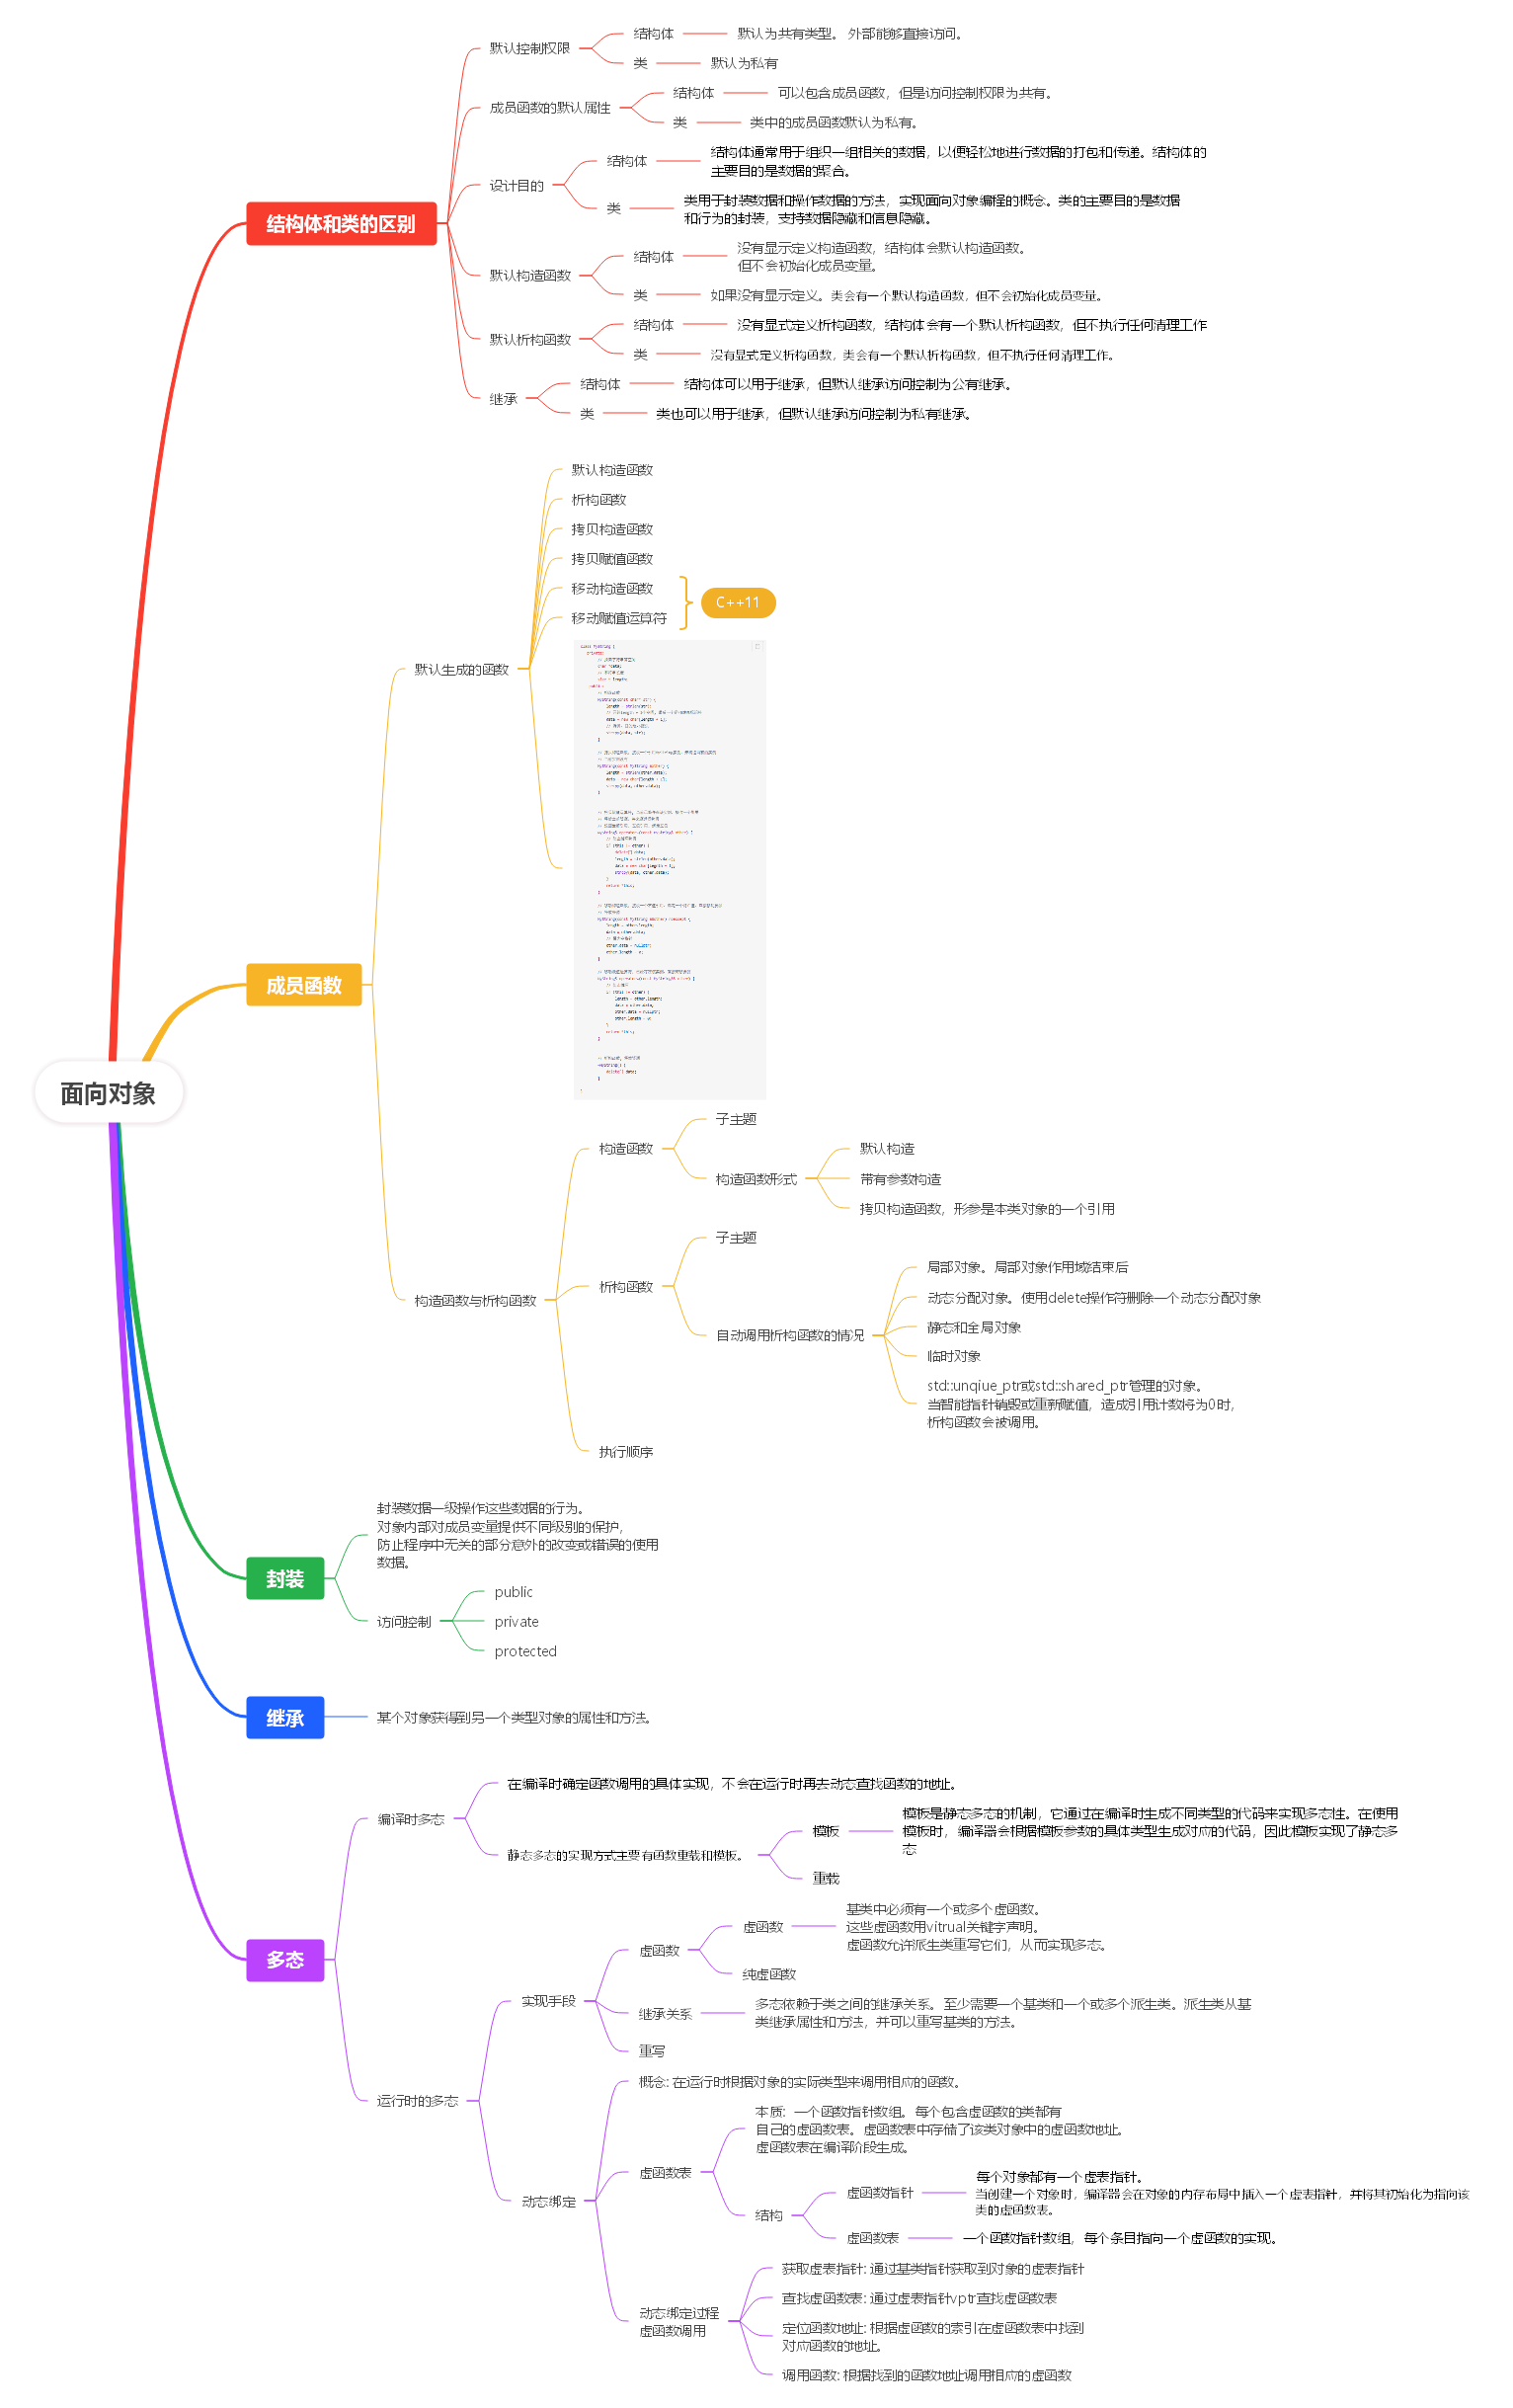 面向对象
结构体和类的区别
默认控制权限
结构体
默认为共有类型。 外部能够直接访问。
类
默认为私有
成员函数的默认属性
结构体
可以包含成员函数，但是访问控制权限为共有。
类
类中的成员函数默认为私有。
设计目的
结构体
结构体通常用于组织一组相关的数据，以便轻松地进行数据的打包和传递。结构体的
主要目的是数据的聚合。
类
类用于封装数据和操作数据的方法，实现面向对象编程的概念。类的主要目的是数据
和行为的封装，支持数据隐藏和信息隐藏。
默认构造函数
结构体
没有显示定义构造函数，结构体会默认构造函数。
但不会初始化成员变量。
类
如果没有显示定义。类会有一个默认构造函数，但不会初始化成员变量。
默认析构函数
结构体
没有显式定义析构函数，结构体会有一个默认析构函数，但不执行任何清理工作
类
没有显式定义析构函数，类会有一个默认析构函数，但不执行任何清理工作。
继承
结构体
结构体可以用于继承，但默认继承访问控制为公有继承。
类
类也可以用于继承，但默认继承访问控制为私有继承。
成员函数
默认生成的函数
默认构造函数
析构函数
拷贝构造函数
拷贝赋值函数
移动构造函数
移动赋值运算符
C++11
构造函数与析构函数
构造函数
子主题
构造函数形式
默认构造
带有参数构造
拷贝构造函数，形参是本类对象的一个引用
析构函数
子主题
自动调用析构函数的情况
局部对象。局部对象作用域结束后
动态分配对象。使用delete操作符删除一个动态分配对象
静态和全局对象
临时对象
std::unqiue_ptr或std::shared_ptr管理的对象。
当智能指针销毁或重新赋值，造成引用计数将为0时，
析构函数会被调用。
执行顺序
封装
封装数据一级操作这些数据的行为。
对象内部对成员变量提供不同级别的保护，
防止程序中无关的部分意外的改变或错误的使用
数据。
访问控制
public
private
protected
继承
某个对象获得到另一个类型对象的属性和方法。
多态
编译时多态
在编译时确定函数调用的具体实现，不会在运行时再去动态查找函数的地址。
静态多态的实现方式主要有函数重载和模板。
模板
模板是静态多态的机制，它通过在编译时生成不同类型的代码来实现多态性。在使用
模板时，编译器会根据模板参数的具体类型生成对应的代码，因此模板实现了静态多
态
重载
运行时的多态
实现手段
虚函数
虚函数
基类中必须有一个或多个虚函数。
这些虚函数用vitrual关键字声明。
虚函数允许派生类重写它们，从而实现多态。
纯虚函数
继承关系
多态依赖于类之间的继承关系。至少需要一个基类和一个或多个派生类。派生类从基
类继承属性和方法，并可以重写基类的方法。
重写
动态绑定
概念: 在运行时根据对象的实际类型来调用相应的函数。
虚函数表
本质：一个函数指针数组。每个包含虚函数的类都有
自己的虚函数表。虚函数表中存储了该类对象中的虚函数地址。
虚函数表在编译阶段生成。
结构
虚函数指针
每个对象都有一个虚表指针。
当创建一个对象时，编译器会在对象的内存布局中插入一个虚表指针，并将其初始化为指向该
类的虚函数表。
虚函数表
一个函数指针数组，每个条目指向一个虚函数的实现。
动态绑定过程
虚函数调用
获取虚表指针: 通过基类指针获取到对象的虚表指针
查找虚函数表: 通过虚表指针vptr查找虚函数表
定位函数地址: 根据虚函数的索引在虚函数表中找到
对应函数的地址。
调用函数: 根据找到的函数地址调用相应的虚函数